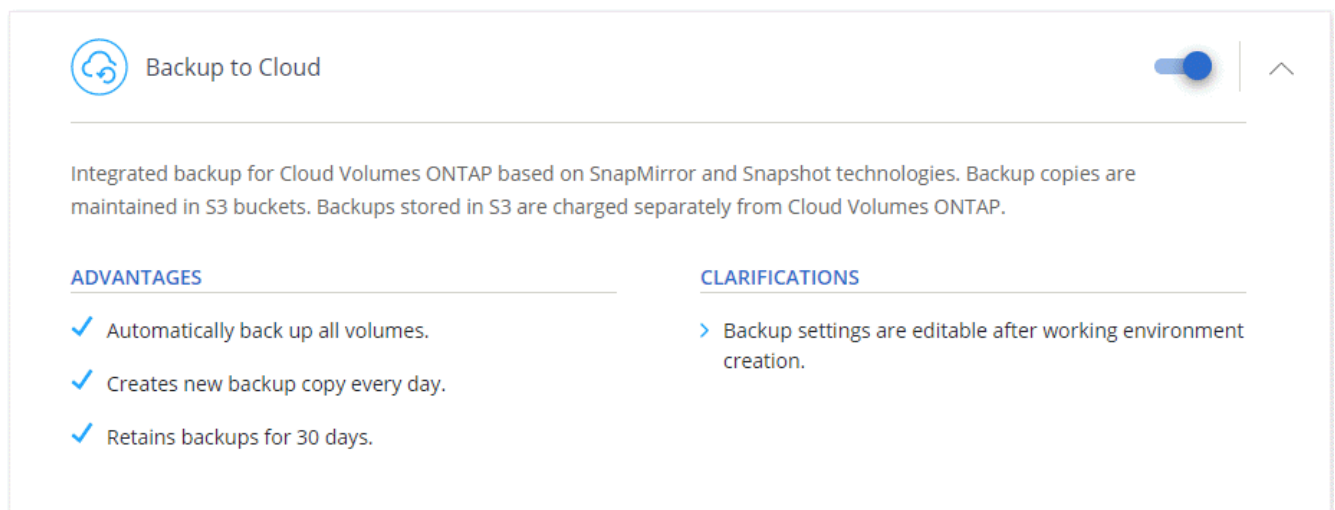 Backup to Cloud
Integrated backup for Cloud Volumes ONTAP based on SnapMirror and Snapshot technologies. Backup copies are
maintained in S3 buckets. Backups stored in S3 are charged separately from Cloud Volumes ONTAP.
ADVANTAGES
Automatically back up all volumes.
Creates new backup copy every day.
Retains backups for 30 days.
CLARIFICATIONS
Backup settings are editable after working environment
creation.